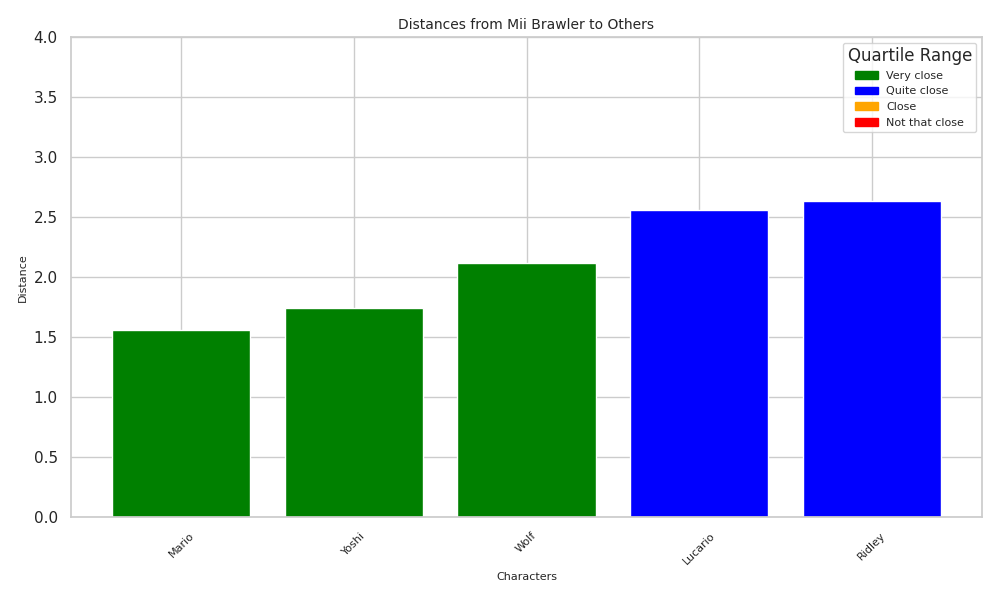 Distances from Mii Brawler to Others
4.0
3.5
3.0
2.5
2.0
1.5
1.0
0.5
0.0
Distance
Quartile Range
Very close
Quite close
Close
Not that close
Mario
Yoshi
Wolf
Lucario
Ridley
Characters